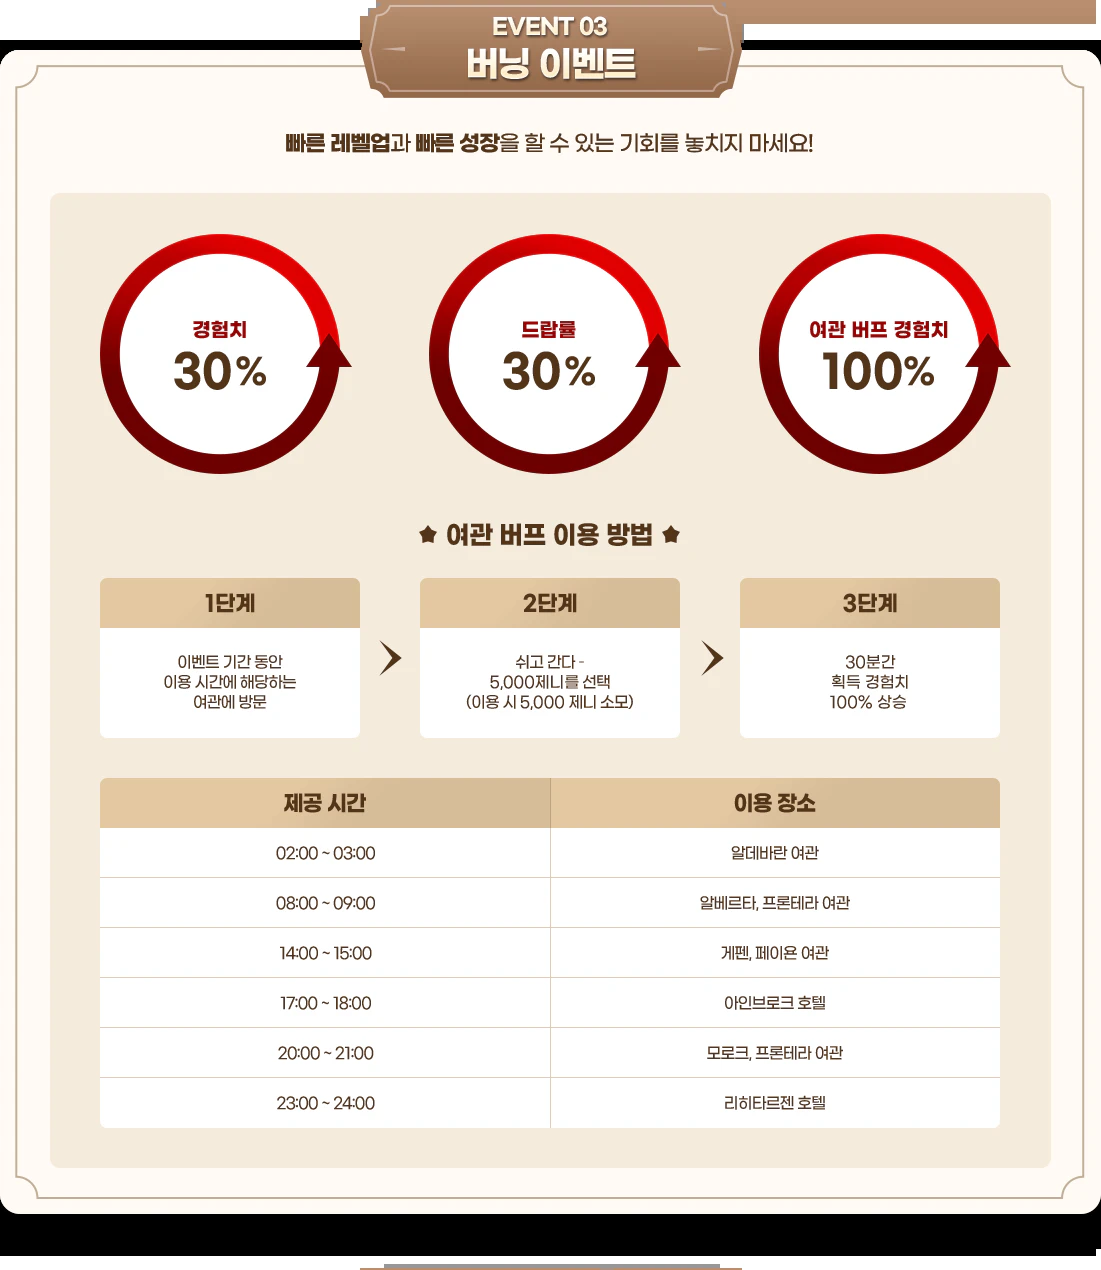 EVENT 03
버닝 이벤트
빠른 레벨업과 빠른 성장을 할 수 있는 기회를 놓치지 마세요!
경험치
30%
드랍률
30%
여관 버프 경험치
100%
여관 버프 이용 방법
1단계
이벤트 기간 동안
이용 시간에 해당하는
여관에 방문
2단계
쉬고 간다 -
5,000제니를 선택
(이용 시 5,000 제니 소모)
3단계
30분간
획득 경험치
100% 상승
제공 시간 이용 장소
02:00 ~ 03:00 알데바란 여관
08:00 ~ 09:00 알베르타, 프론테라 여관
14:00 ~ 15:00 게펜, 페이욘 여관
17:00 ~ 18:00 아인브로크 호텔
20:00 ~ 21:00 모로크, 프론테라 여관
23:00 ~ 24:00 리히타르젠 호텔